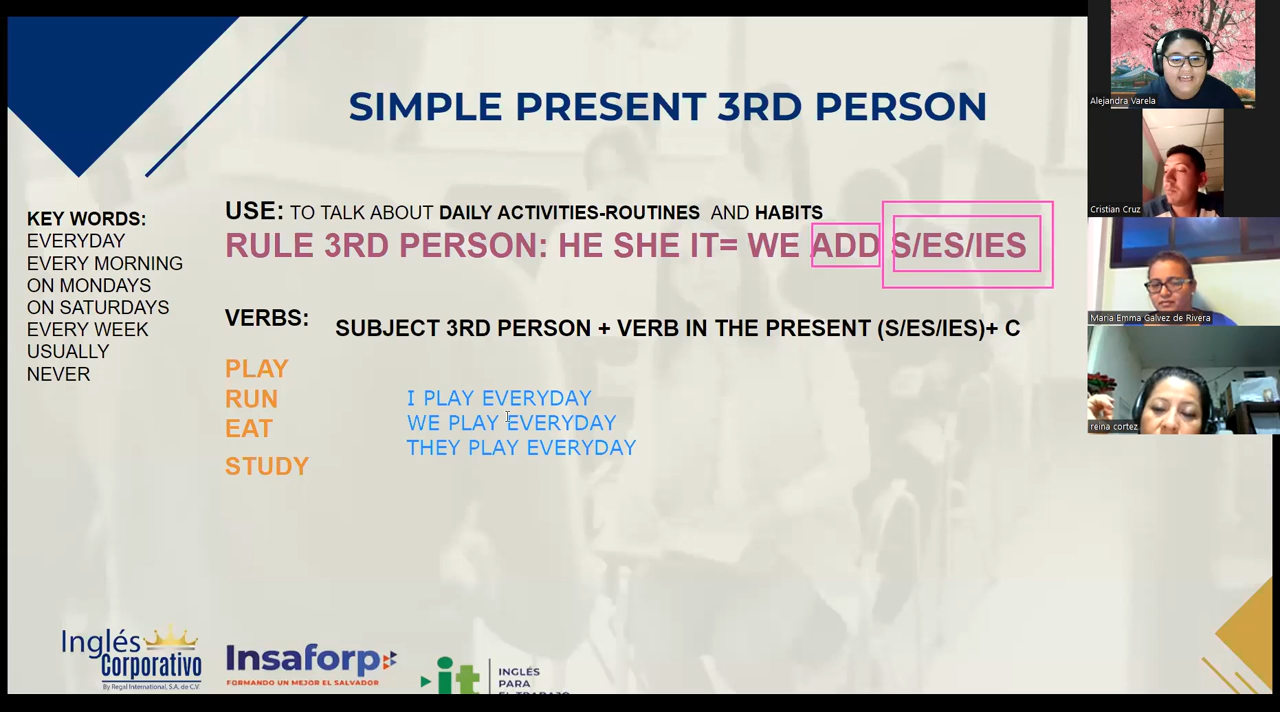 SIMPLE PRESENT 3RD PERSON
KEY WORDS:
EVERYDAY
EVERY MORNING
ON MONDAYS
ON SATURDAYS
EVERY WEEK
USUALLY
NEVER
USE: TO TALK ABOUT DAILY ACTIVITIES-ROUTINES AND HABITS
RULE 3RD PERSON: HE SHE IT= WE ADD S/ES/IES
VERBS:
SUBJECT 3RD PERSON + VERB IN THE PRESENT (S/ES/IES)+ C
PLAY
RUN
EAT
STUDY
I PLAY EVERYDAY
WE PLAY EVERYDAY
THEY PLAY EVERYDAY
Inglés
Corporativo
By Regal International, S.A. de C.V.
Insaforp
FORMANDO UN MEJOR EL SALVADOR
it
INGLÉS
PARA
EL TRABAJO
Alejandra Varela
Cristian Cruz
Maria Emma Galvez de Rivera
reina cortez